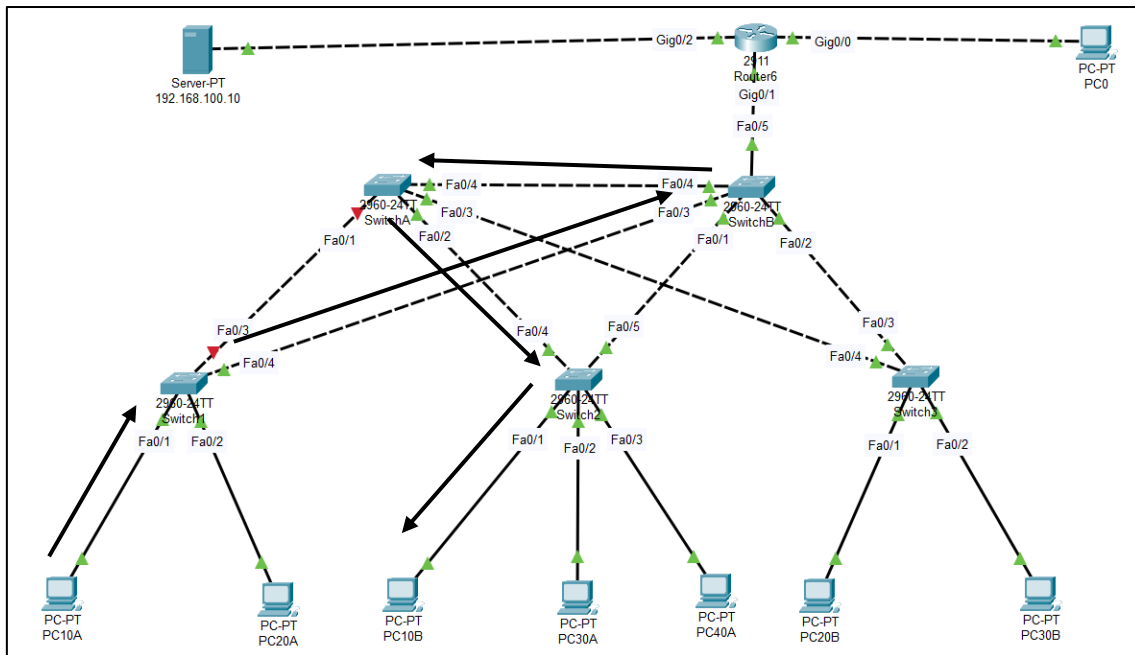 Gig0/2
Gig0/0
2911
Router6
Server-PT
192.168.100.10
PC-PT
PC0
Gig0/1
Fa0/5
Fa0/4
Fa0/4
2960-24TT
SwitchA
2960-24TT
SwitchB
Fa0/3
Fa0/3
Fa0/1
Fa0/2
Fa0/1
Fa0/2
Fa0/3
Fa0/4
Fa0/4
Fa0/5
Fa0/3
Fa0/4
2960-24TT
Switch1
2960-24TT
Switch2
2960-24TT
Switch3
Fa0/1
Fa0/2
Fa0/1
Fa0/2
Fa0/3
Fa0/1
Fa0/2
PC-PT
PC10A
PC-PT
PC20A
PC-PT
PC10B
PC-PT
PC30A
PC-PT
PC40A
PC-PT
PC20B
PC-PT
PC30B